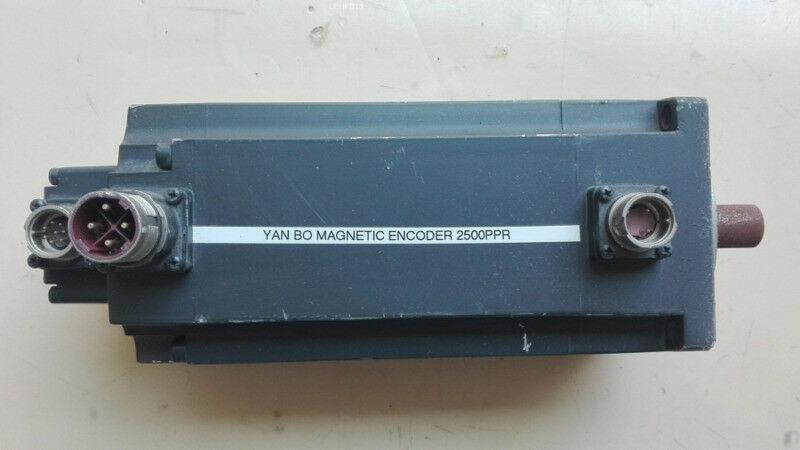 YAN BO MAGNETIC ENCODER 2500PPR